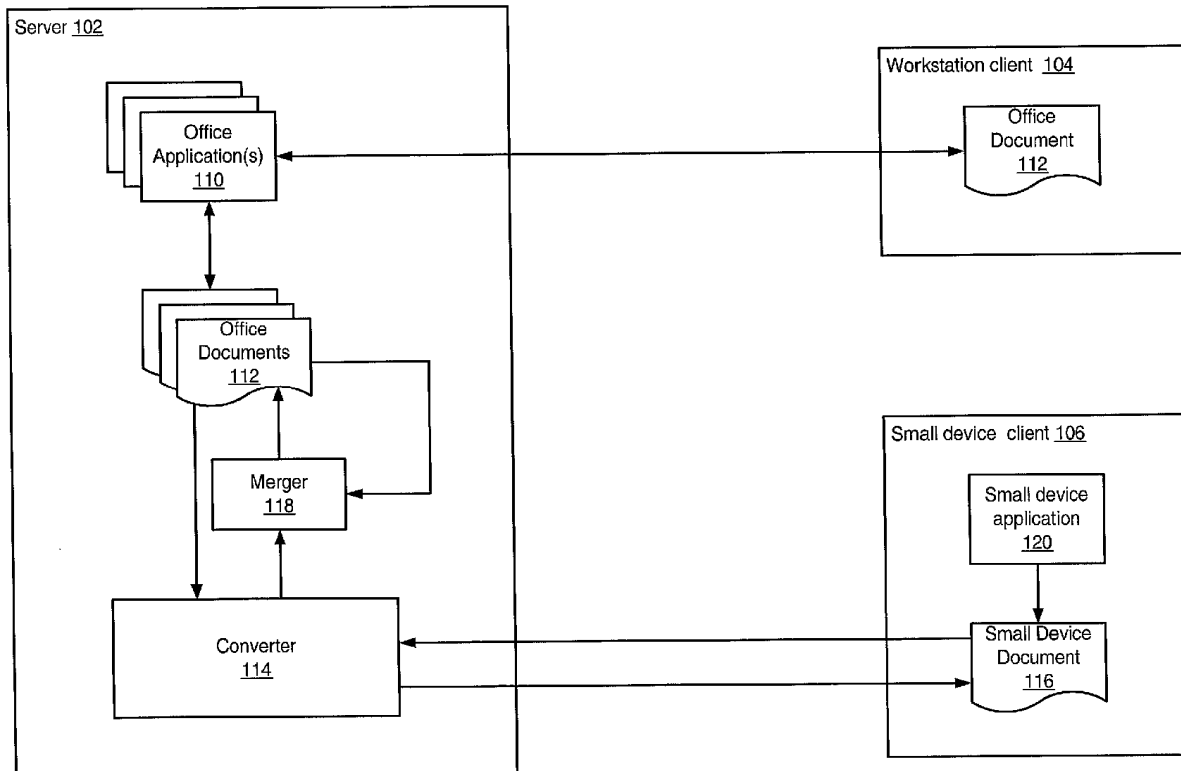 Server 102
Office
Application(s)
110
Office
Documents
112
Merger
118
Converter
114
Workstation client 104
Office
Document
112
Small device client 106
Small device
application
120
Small Device
Document
116